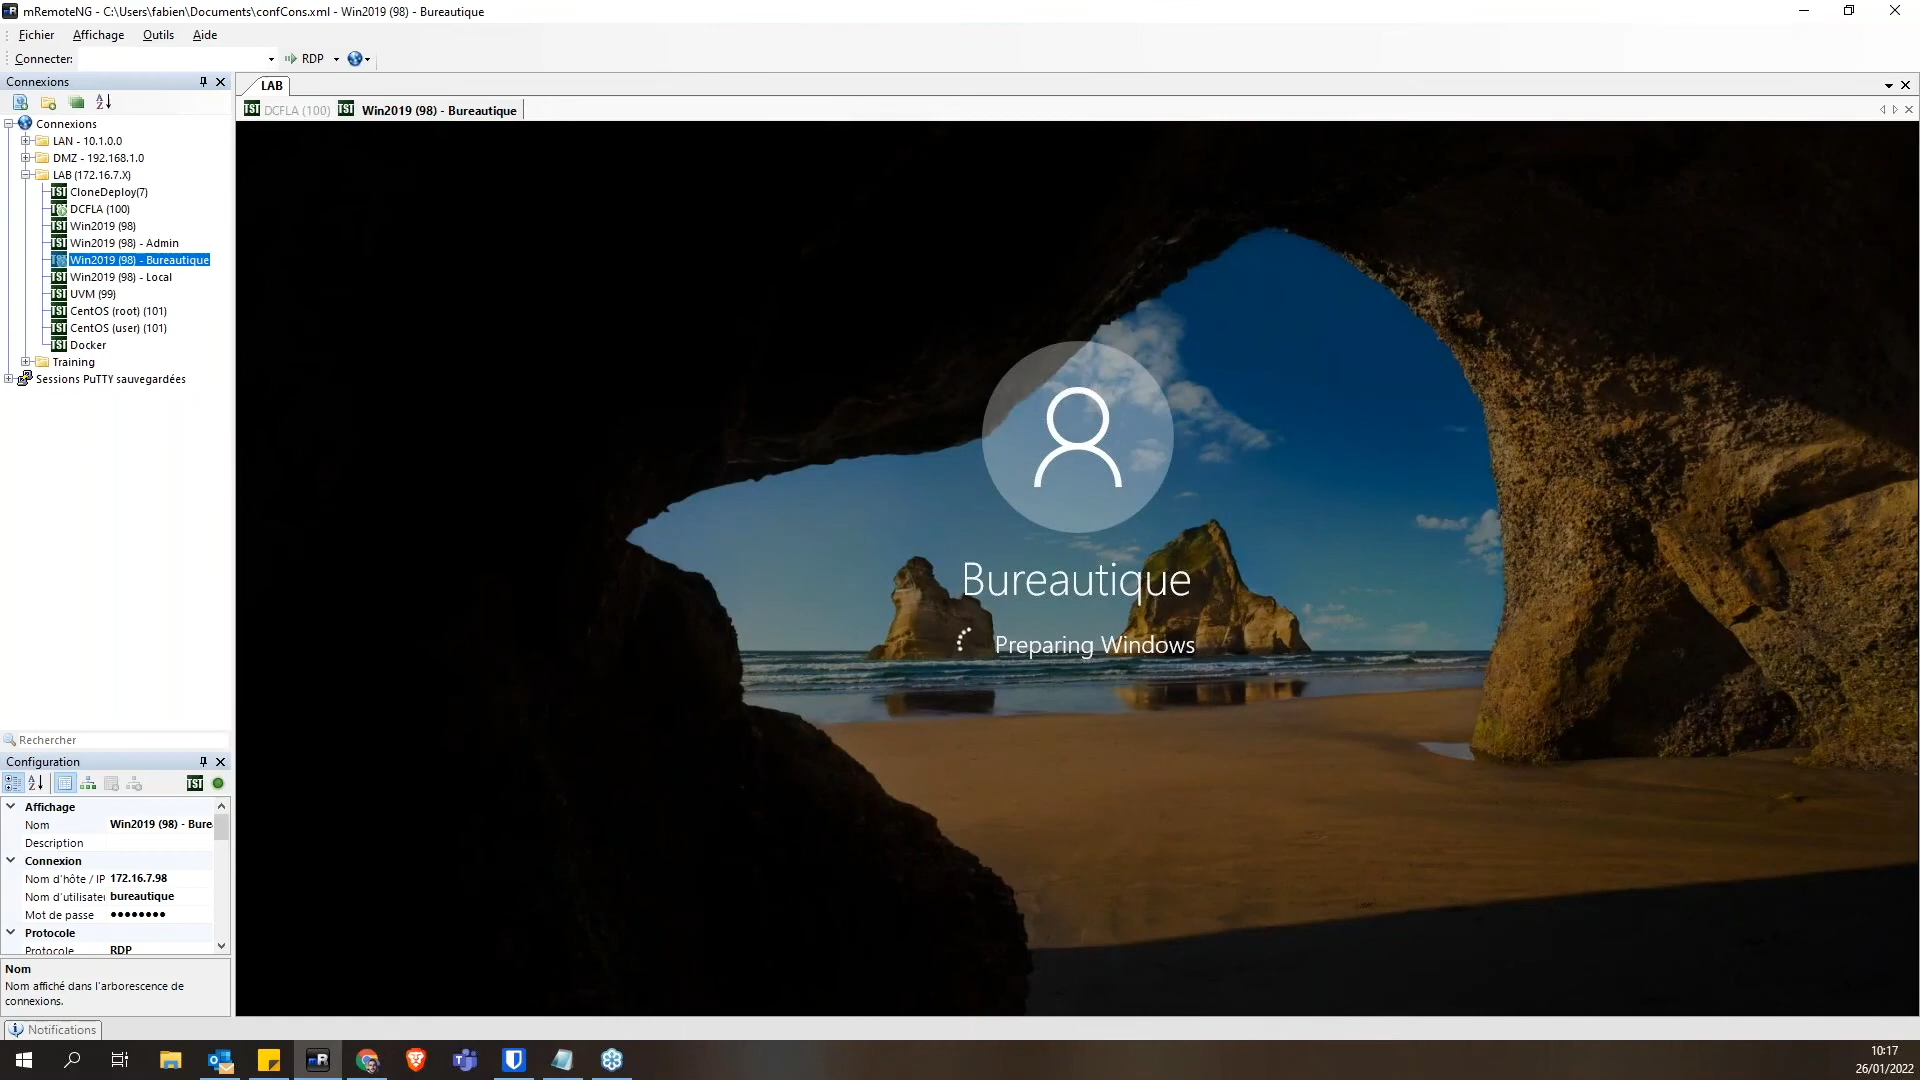 mRemoteNG - C:\Users\fabien\Documents\confCons.xml - Win2019 (98) - Bureautique
Fichier Affichage Outils Aide
Connecter: RDP
Connexions
LAB
DCFLA (100) Win2019 (98) - Bureautique
Connexions
LAN - 10.1.0.0
DMZ - 192.168.1.0
LAB (172.16.7.X)
CloneDeploy(7)
DCFLA (100)
Win2019 (98)
Win2019 (98) - Admin
Win2019 (98) - Bureautique
Win2019 (98) - Local
UVM (99)
CentOS (root) (101)
CentOS (user) (101)
Docker
Training
Sessions PuTTY sauvegardées
Bureautique
Preparing Windows
Rechercher
Configuration
Affichage
Nom Win2019 (98) - Bure
Description
Connexion
Nom d'hôte / IP 172.16.7.98
Nom d'utilisate bureautique
Mot de passe ●●●●●●●●
Protocole
Protocole RDP
Nom
Nom affiché dans l'arborescence de
connexions.
Notifications
10:17
26/01/2022